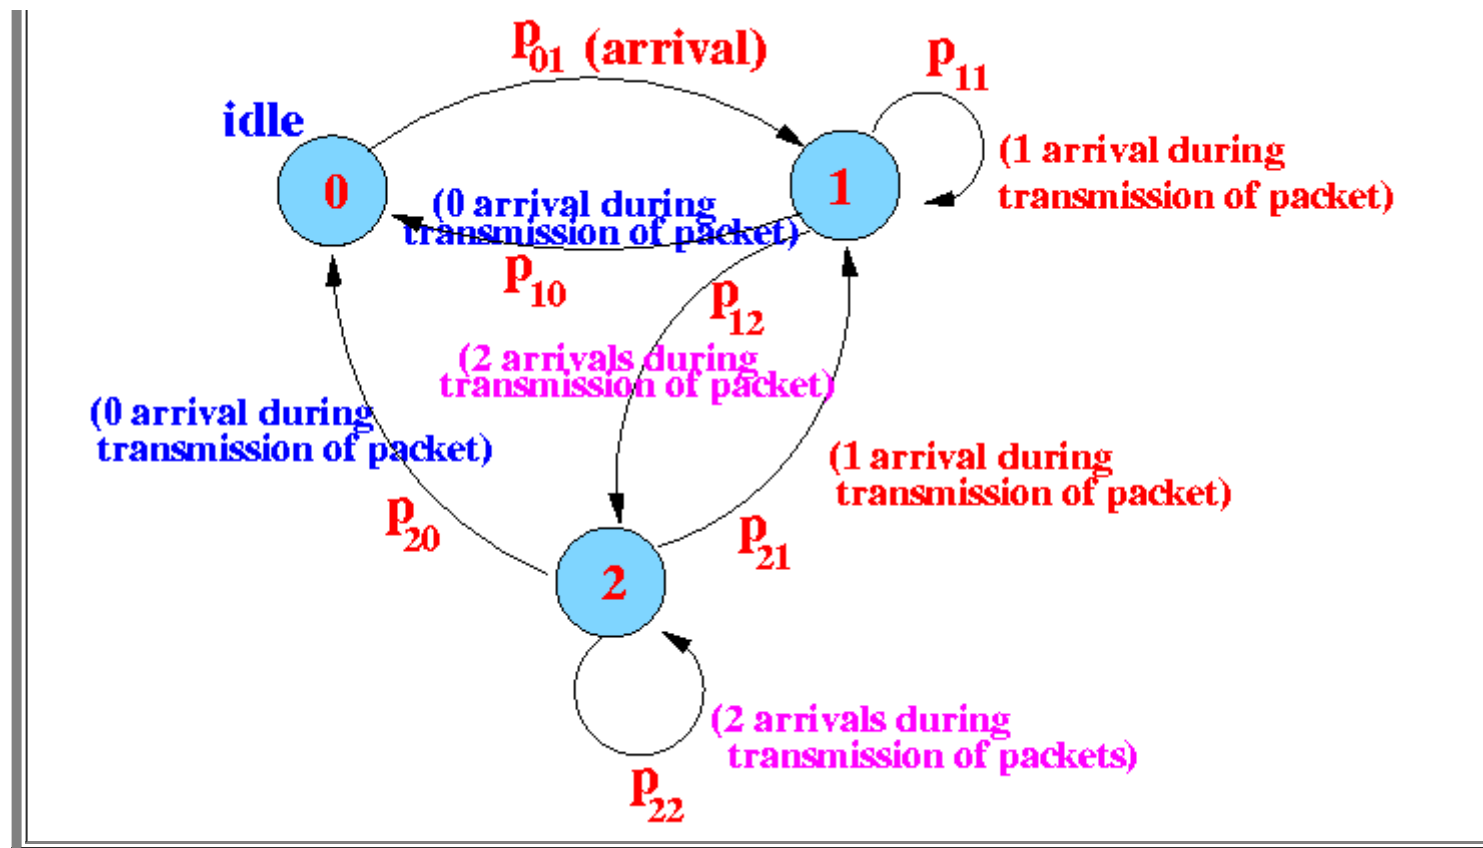 p01 (arrival)
p11
idle
(1 arrival during
transmission of packet)
0
1
(0 arrival during
transmission of packet)
p10
p12
(2 arrivals during
transmission of packet)
(0 arrival during
transmission of packet)
(1 arrival during
transmission of packet)
p20
p21
2
(2 arrivals during
transmission of packets)
p22